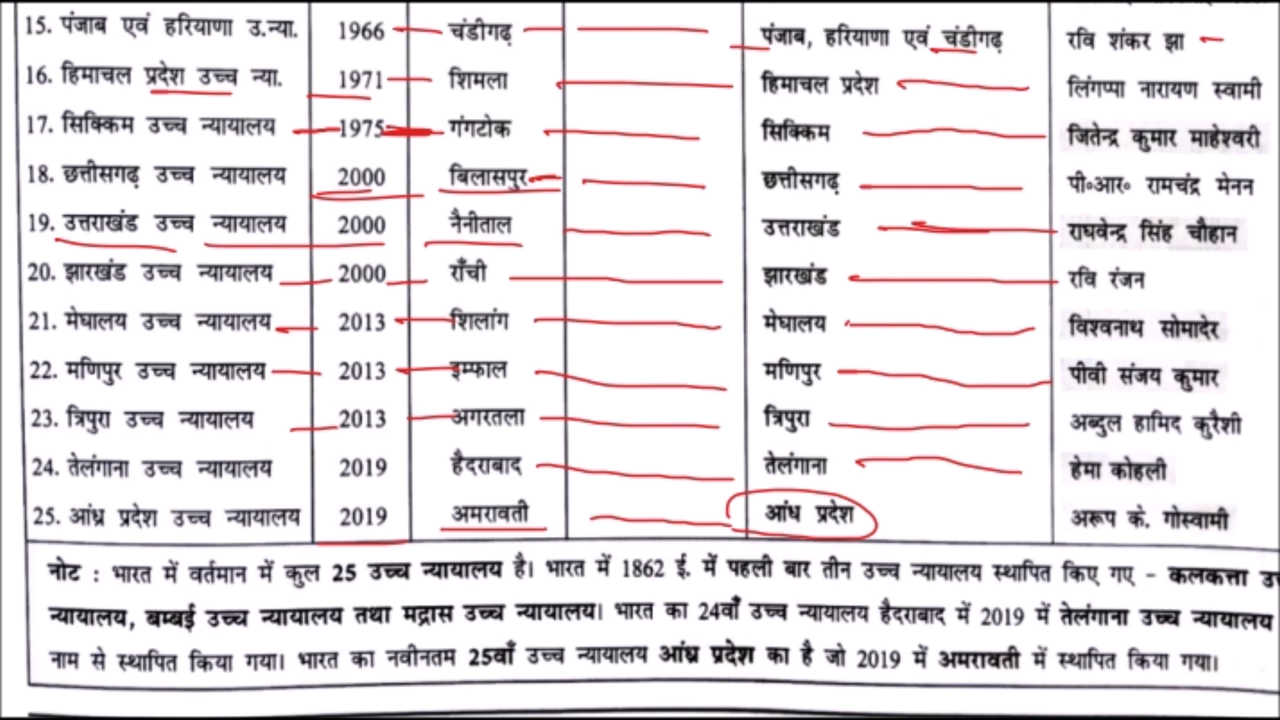 15. पंजाब एवं हरियाणा उ.न्या. 1966 चंडीगढ़ पंजाब, हरियाणा एवं चंडीगढ़ रवि शंकर झा
16. हिमाचल प्रदेश उच्च न्या. 1971 शिमला हिमाचल प्रदेश लिंगप्पा नारायण स्वामी
17. सिक्किम उच्च न्यायालय 1975 गंगटोक सिक्किम जितेन्द्र कुमार माहेश्वरी
18. छत्तीसगढ़ उच्च न्यायालय 2000 बिलासपुर छत्तीसगढ़ पी॰आर॰ रामचंद्र मेनन
19. उत्तराखंड उच्च न्यायालय 2000 नैनीताल उत्तराखंड राघवेन्द्र सिंह चौहान
20. झारखंड उच्च न्यायालय 2000 राँची झारखंड रवि रंजन
21. मेघालय उच्च न्यायालय 2013 शिलांग मेघालय विश्वनाथ सोमादेर
22. मणिपुर उच्च न्यायालय 2013 इम्फाल मणिपुर पीवी संजय कुमार
23. त्रिपुरा उच्च न्यायालय 2013 अगरतला त्रिपुरा अब्दुल हामिद कुरैशी
24. तेलंगाना उच्च न्यायालय 2019 हैदराबाद तेलंगाना हेमा कोहली
25. आंध्र प्रदेश उच्च न्यायालय 2019 अमरावती आंध प्रदेश अरूप के. गोस्वामी
नोट : भारत में वर्तमान में कुल 25 उच्च न्यायालय है। भारत में 1862 ई. में पहली बार तीन उच्च न्यायालय स्थापित किए गए - कलकत्ता
न्यायालय, बम्बई उच्च न्यायालय तथा मद्रास उच्च न्यायालय। भारत का 24वाँ उच्च न्यायालय हैदराबाद में 2019 में तेलंगाना उच्च न्यायालय
नाम से स्थापित किया गया। भारत का नवीनतम 25वाँ उच्च न्यायालय आंध्र प्रदेश का है जो 2019 में अमरावती में स्थापित किया गया।